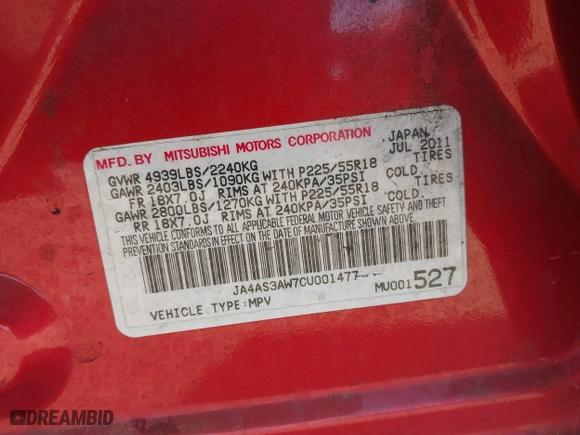 MFD. BY MITSUBISHI MOTORS CORPORATION JAPAN
GVWR 4939LBS/2240KG JUL 2011
GAWR 2403LBS/1090KG WITH P225/55R18 TIRES
FR 18X7.0J RIMS AT 240KPA/35PSI COLD.
GAWR 2800LBS/1270KG WITH P225/55R18 TIRES
RR 18X7.0J RIMS AT 240KPA/35PSI COLD.
THIS VEHICLE CONFORMS TO ALL APPLICABLE FEDERAL MOTOR VEHICLE SAFETY AND THEFT
PREVENTION STANDARDS IN EFFECT ON THE DATE OF MANUFACTURE SHOWN ABOVE.
JA4AS3AW7CU001477
MU001527
VEHICLE TYPE:MPV
DREAMBID